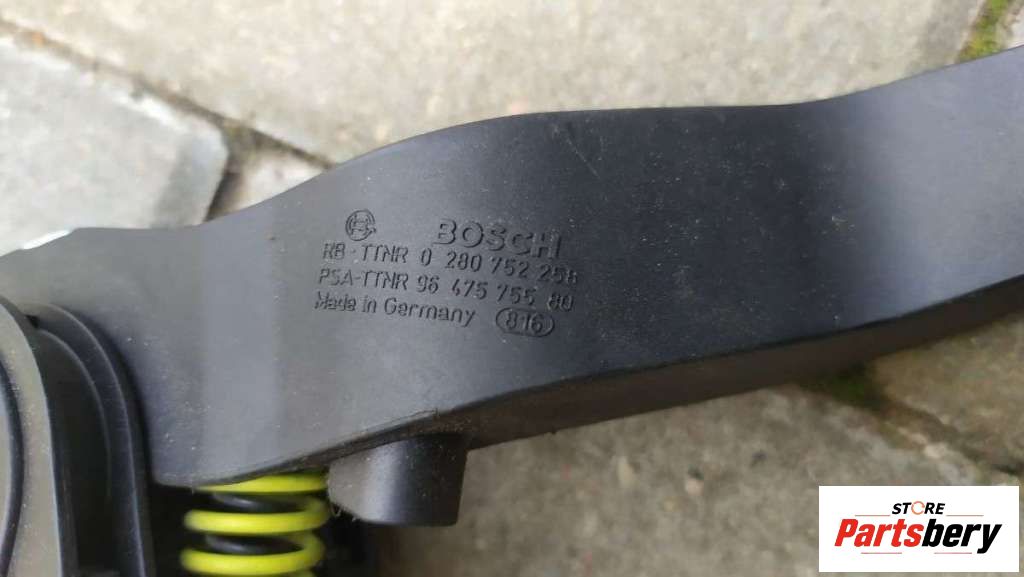 BOSCH
RB-TTNR 0 280 752 258
PSA-TTNR 96 475 755 80
Made in Germany 816
STORE
Partsbery